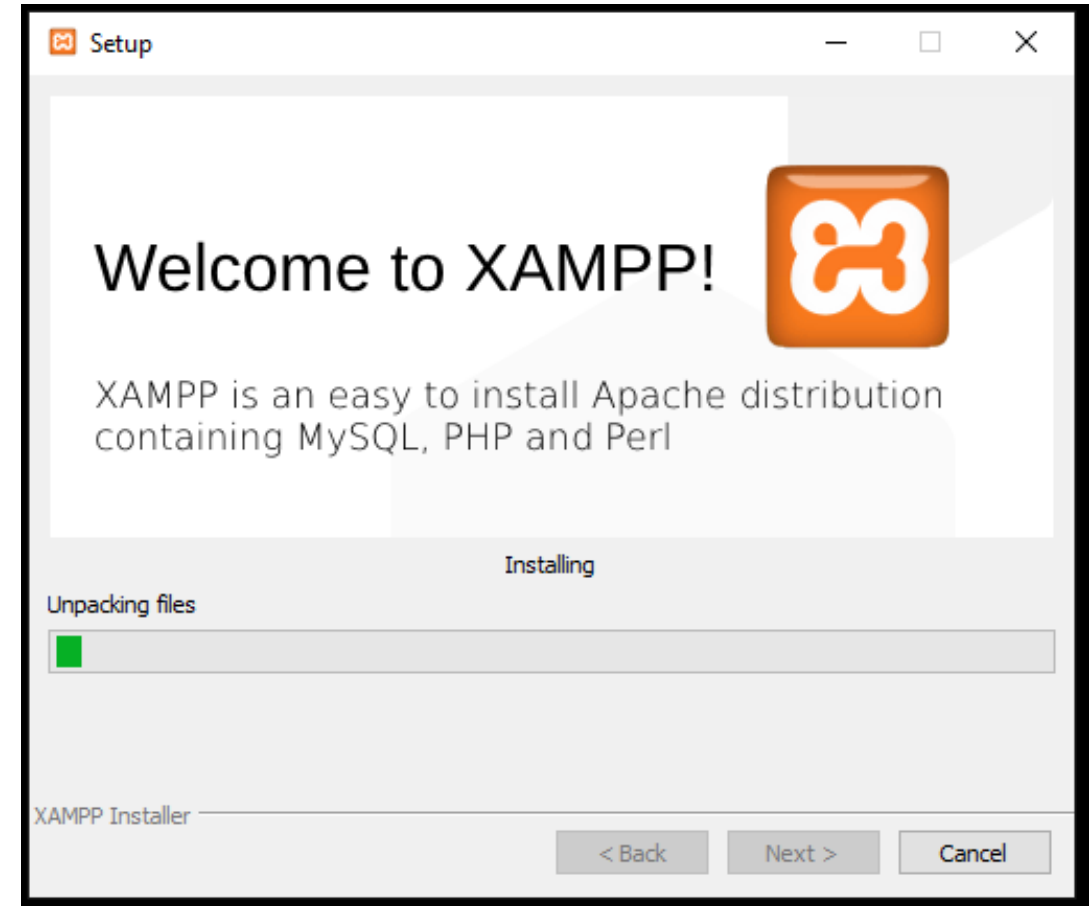 Setup
Welcome to XAMPP!
XAMPP is an easy to install Apache distribution
containing MySQL, PHP and Perl
Installing
Unpacking files
XAMPP Installer
< Back
Next >
Cancel